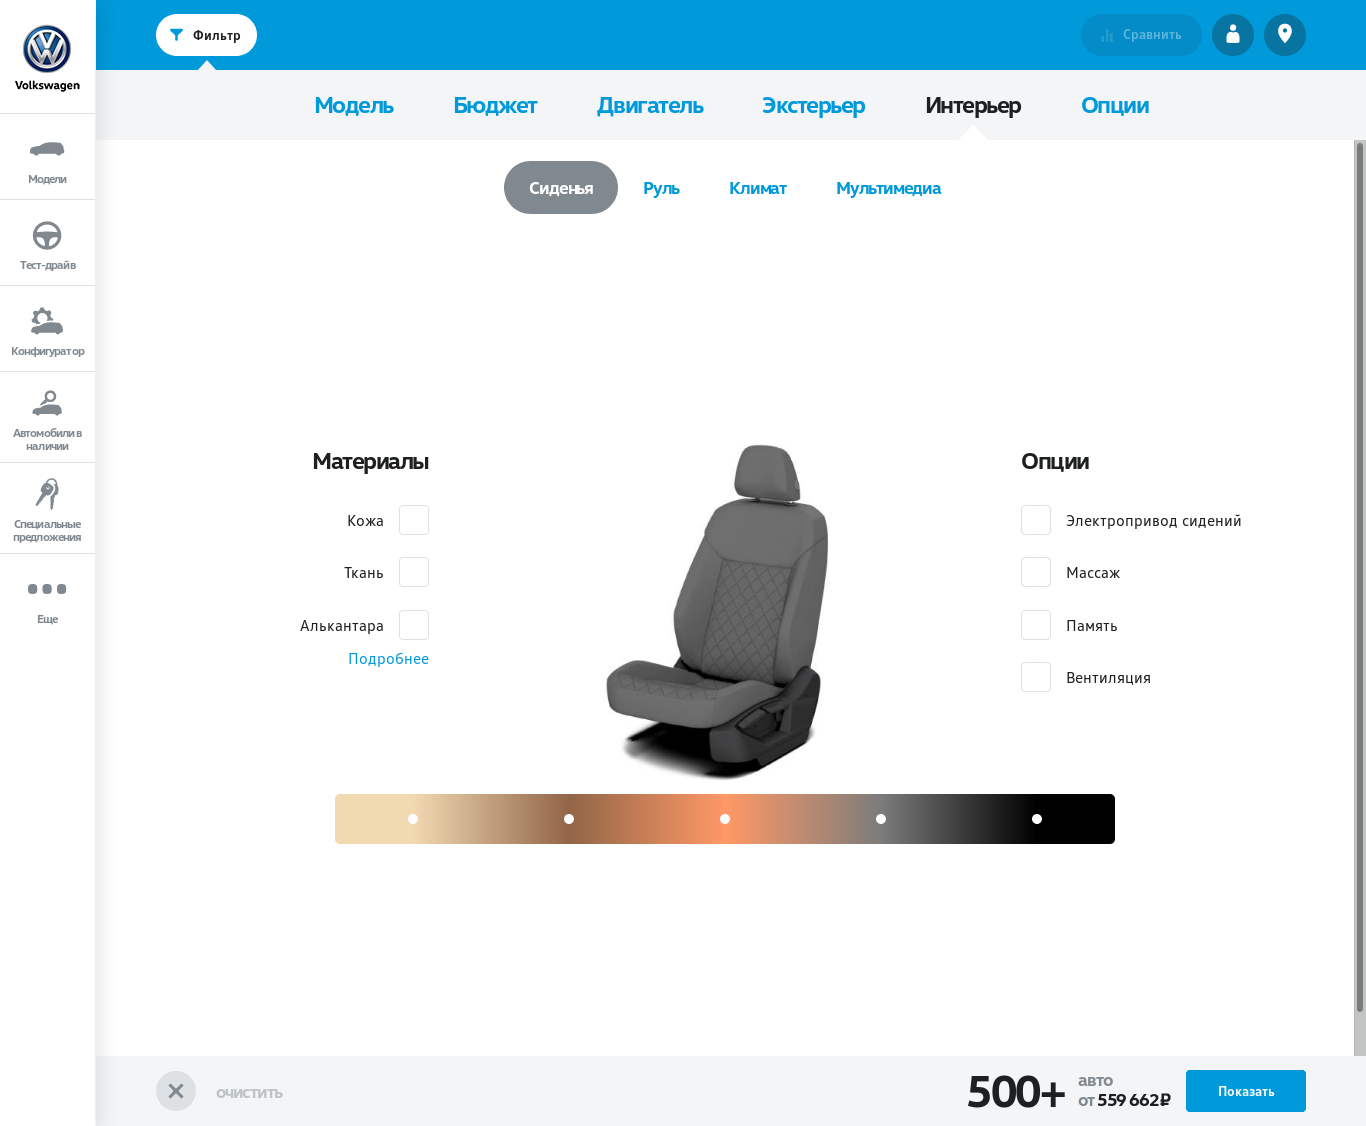 Volkswagen
Модели
Тест-драйв
Конфигуратор
Автомобили в
наличии
Специальные
предложения
Еще
Фильтр
Сравнить
Модель Бюджет Двигатель Экстерьер Интерьер Опции
Сиденья Руль Климат Мультимедиа
Материалы
Кожа
Ткань
Алькантара
Подробнее
Опции
Электропривод сидений
Массаж
Память
Вентиляция
очистить
500+
авто
от 559 662₽
Показать